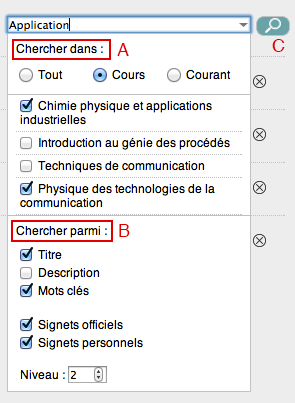 Application
Chercher dans : A
C
Tout Cours Courant
Chimie physique et applications
industrielles
Introduction au génie des procédés
Techniques de communication
Physique des technologies de la
communication
Chercher parmi : B
Titre
Description
Mots clés
Signets officiels
Signets personnels
Niveau : 2